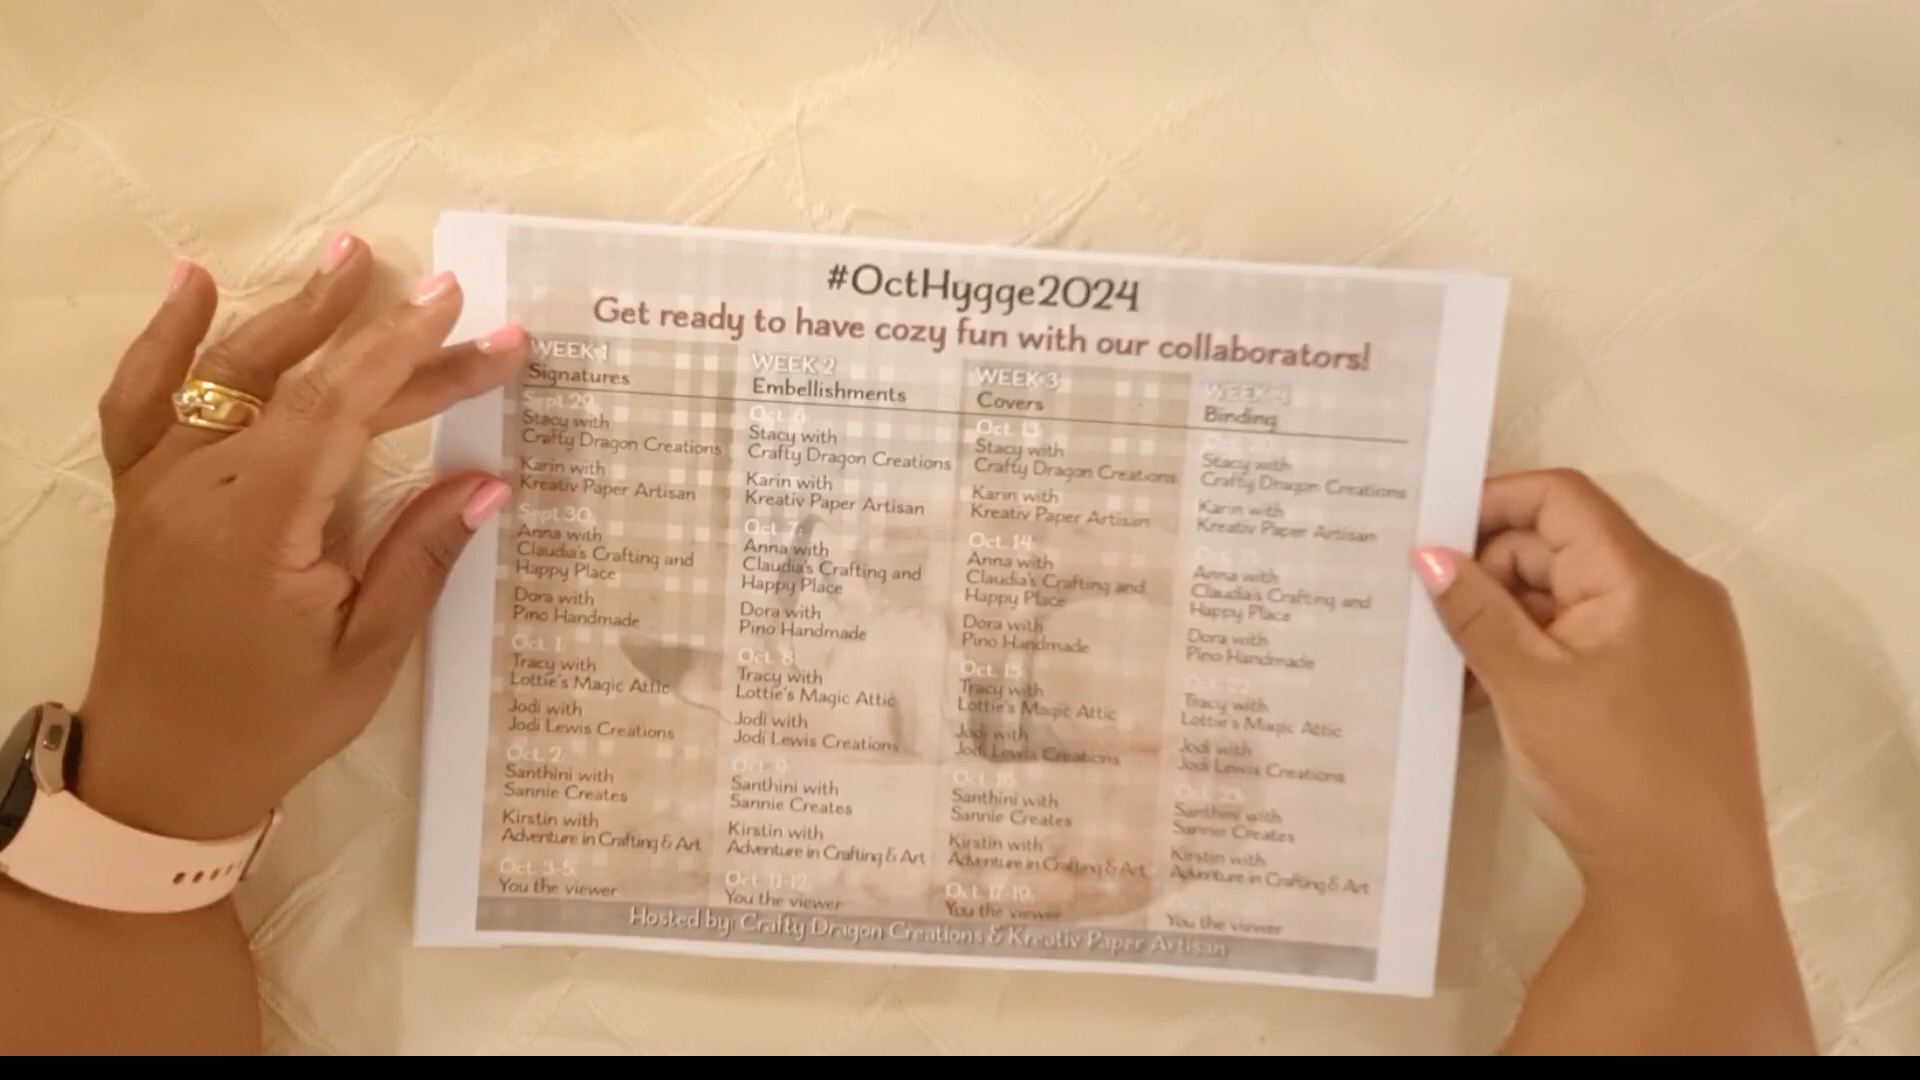 #OctHygge2024
Get ready to have cozy fun with our collaborators!
WEEK 1
Signatures
Sept. 29:
Stacy with
Crafty Dragon Creations
Karin with
Kreativ Paper Artisan
Sept. 30:
Anna with
Claudia's Crafting and
Happy Place
Dora with
Pino Handmade
Oct. 1:
Tracy with
Lottie's Magic Attic
Jodi with
Jodi Lewis Creations
Oct. 2:
Santhini with
Sannie Creates
Kirstin with
Adventure in Crafting & Art
Oct. 3-5:
You the viewer
WEEK 2
Embellishments
Oct. 6:
Stacy with
Crafty Dragon Creations
Karin with
Kreativ Paper Artisan
Oct. 7:
Anna with
Claudia's Crafting and
Happy Place
Dora with
Pino Handmade
Oct. 8:
Tracy with
Lottie's Magic Attic
Jodi with
Jodi Lewis Creations
Oct. 9:
Santhini with
Sannie Creates
Kirstin with
Adventure in Crafting & Art
Oct. 11-12:
You the viewer
WEEK 3
Covers
Oct. 13:
Stacy with
Crafty Dragon Creations
Karin with
Kreativ Paper Artisan
Oct. 14:
Anna with
Claudia's Crafting and
Happy Place
Dora with
Pino Handmade
Oct. 15:
Tracy with
Lottie's Magic Attic
Jodi with
Jodi Lewis Creations
Oct. 16:
Santhini with
Sannie Creates
Kirstin with
Adventure in Crafting & Art
Oct. 17-19:
You the viewer
WEEK 4
Binding
Stacy with
Crafty Dragon Creations
Karin with
Kreativ Paper Artisan
Anna with
Claudia's Crafting and
Happy Place
Dora with
Pino Handmade
Tracy with
Lottie's Magic Attic
Jodi with
Jodi Lewis Creations
Santhini with
Sannie Creates
Kirstin with
Adventure in Crafting & Art
You the viewer
Hosted by: Crafty Dragon Creations & Kreativ Paper Artisan